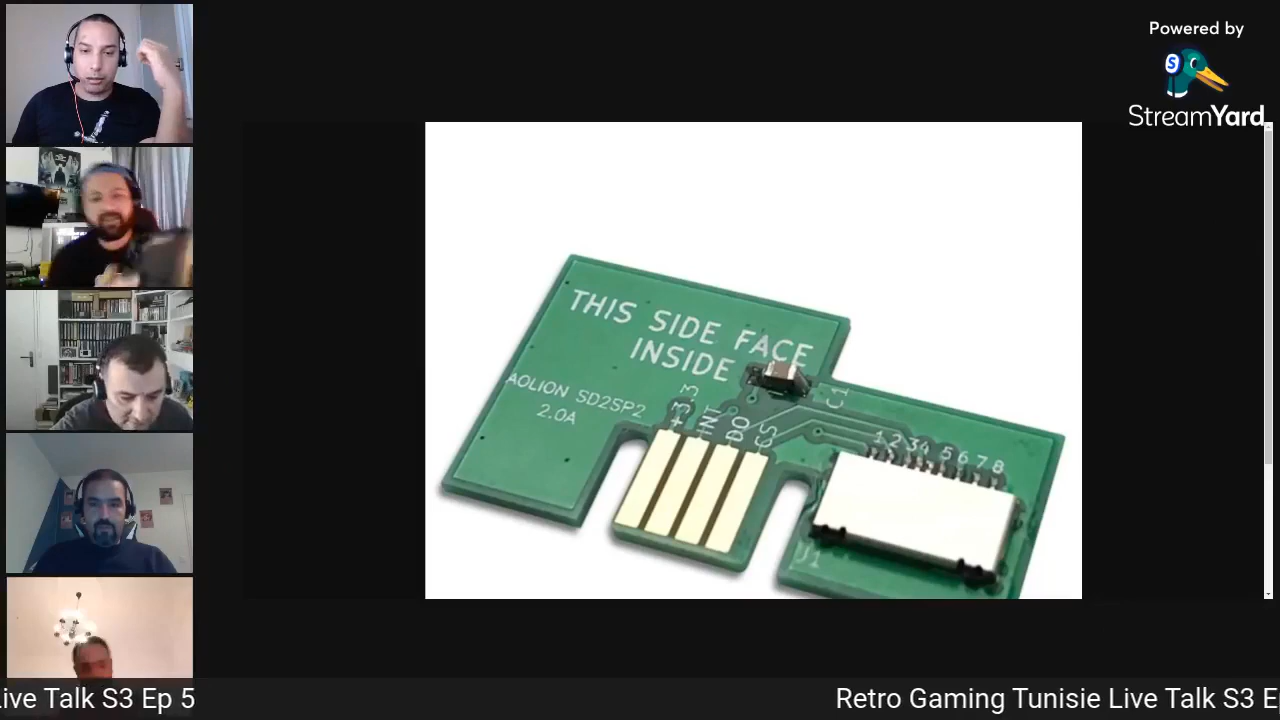 Powered by
StreamYard
THIS SIDE FACE
INSIDE
AOLION SD2SP2
2.0A
+3.3
INT
DO
CS
C1
1 2 3 4 5 6 7 8
U1
ive Talk S3 Ep 5
Retro Gaming Tunisie Live Talk S3 E